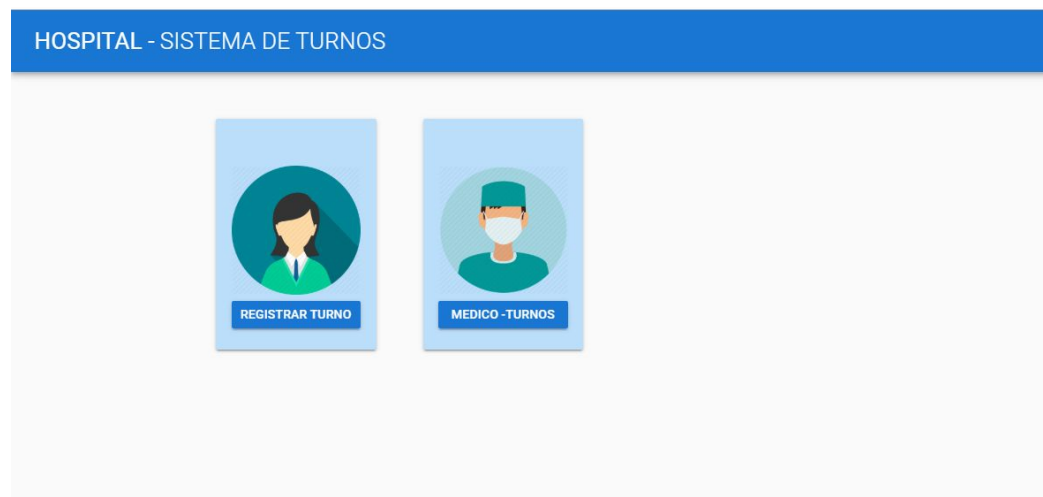 HOSPITAL - SISTEMA DE TURNOS
REGISTRAR TURNO
MEDICO -TURNOS